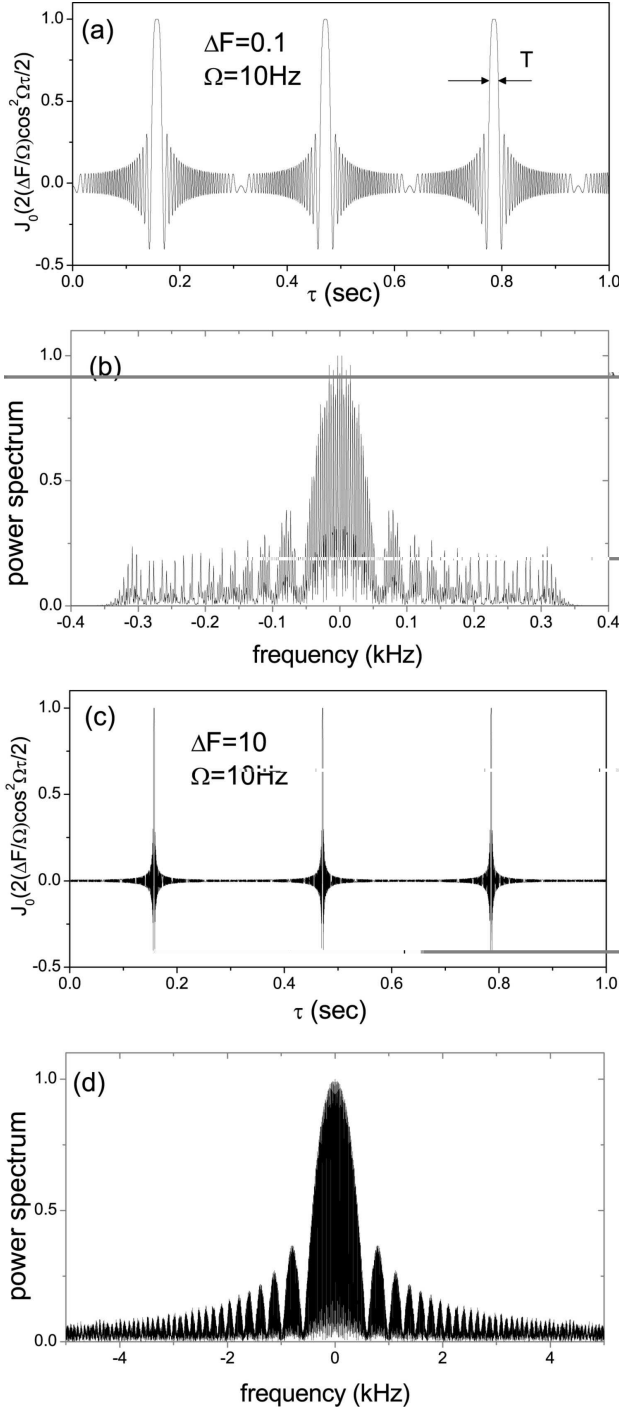 (a)
ΔF=0.1
Ω=10Hz
T
J₀(2(ΔF/Ω)cos²Ωτ/2)
1.0
0.5
0.0
-0.5
0.0 0.2 0.4 0.6 0.8 1.0
τ (sec)
(b)
power spectrum
1.0
0.5
0.0
-0.4 -0.3 -0.2 -0.1 0.0 0.1 0.2 0.3 0.4
frequency (kHz)
(c)
ΔF=10
Ω=10Hz
J₀(2(ΔF/Ω)cos²Ωτ/2)
1.0
0.5
0.0
-0.5
0.0 0.2 0.4 0.6 0.8 1.0
τ (sec)
(d)
power spectrum
1.0
0.5
0.0
-4 -2 0 2 4
frequency (kHz)